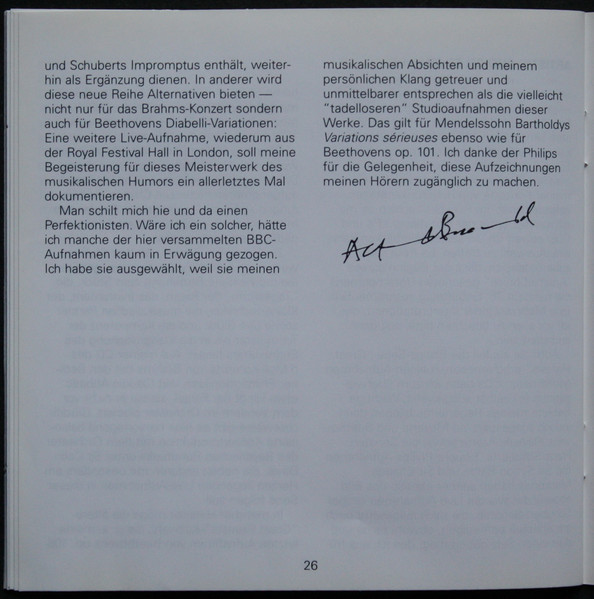 und Schuberts Impromptus enthält, weiter-
hin als Ergänzung dienen. In anderer wird
diese neue Reihe Alternativen bieten —
nicht nur für das Brahms-Konzert sondern
auch für Beethovens Diabelli-Variationen:
Eine weitere Live-Aufnahme, wiederum aus
der Royal Festival Hall in London, soll meine
Begeisterung für dieses Meisterwerk des
musikalischen Humors ein allerletztes Mal
dokumentieren.
Man schilt mich hie und da einen
Perfektionisten. Wäre ich ein solcher, hätte
ich manche der hier versammelten BBC-
Aufnahmen kaum in Erwägung gezogen.
Ich habe sie ausgewählt, weil sie meinen
musikalischen Absichten und meinem
persönlichen Klang getreuer und
unmittelbarer entsprechen als die vielleicht
"tadelloseren" Studioaufnahmen dieser
Werke. Das gilt für Mendelssohn Bartholdys
Variations sérieuses ebenso wie für
Beethovens op. 101. Ich danke der Philips
für die Gelegenheit, diese Aufzeichnungen
meinen Hörern zugänglich zu machen.
26